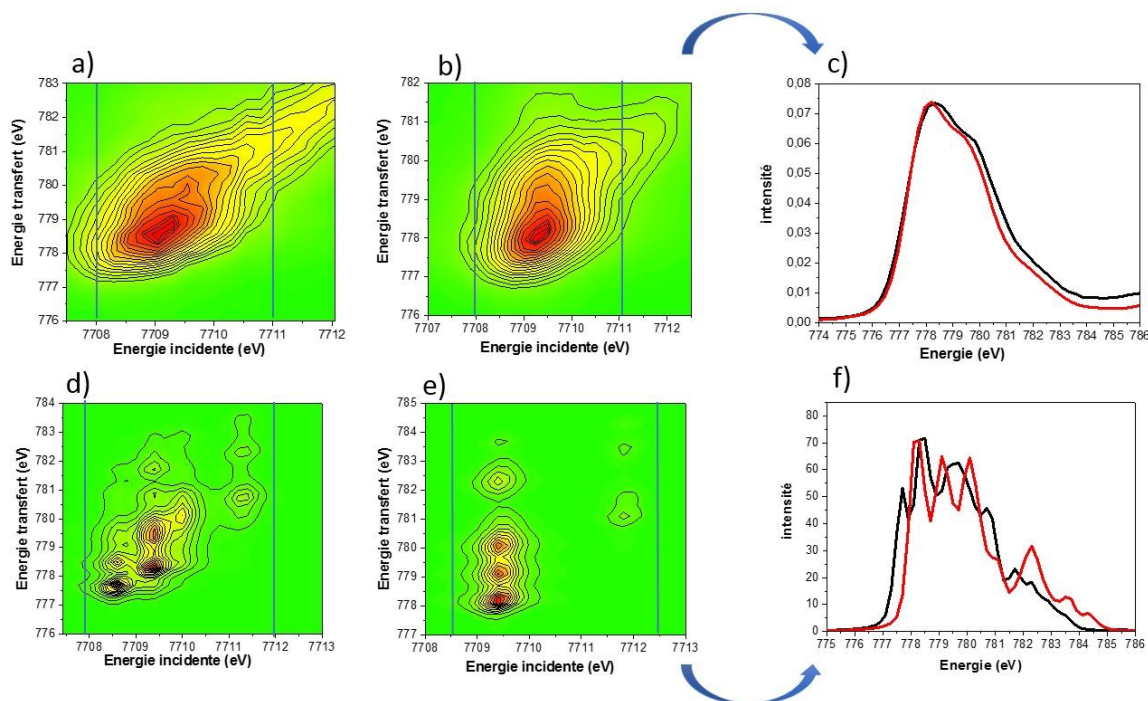 a)
783
782
781
780
779
778
777
776
Energie transfert (eV)
7708 7709 7710 7711 7712
Energie incidente (eV)
b)
782
781
780
779
778
777
776
Energie transfert (eV)
7707 7708 7709 7710 7711 7712
Energie incidente (eV)
c)
0,08
0,07
0,06
0,05
0,04
0,03
0,02
0,01
0,00
intensité
774 775 776 777 778 779 780 781 782 783 784 785 786
Energie (eV)
d)
784
783
782
781
780
779
778
777
776
Energie transfert (eV)
7708 7709 7710 7711 7712 7713
Energie incidente (eV)
e)
785
784
783
782
781
780
779
778
777
Energie transfert (eV)
7708 7709 7710 7711 7712 7713
Energie incidente (eV)
f)
80
70
60
50
40
30
20
10
0
intensité
775 776 777 778 779 780 781 782 783 784 785 786
Energie (eV)